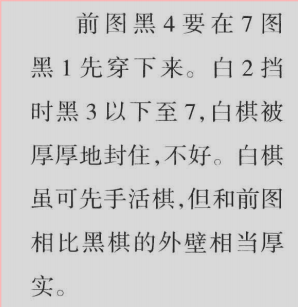 前图黑4要在7图
黑1先穿下来。白2挡
时黑3以下至7,白棋被
厚厚地封住,不好。白棋
虽可先手活棋,但和前图
相比黑棋的外壁相当厚
实。